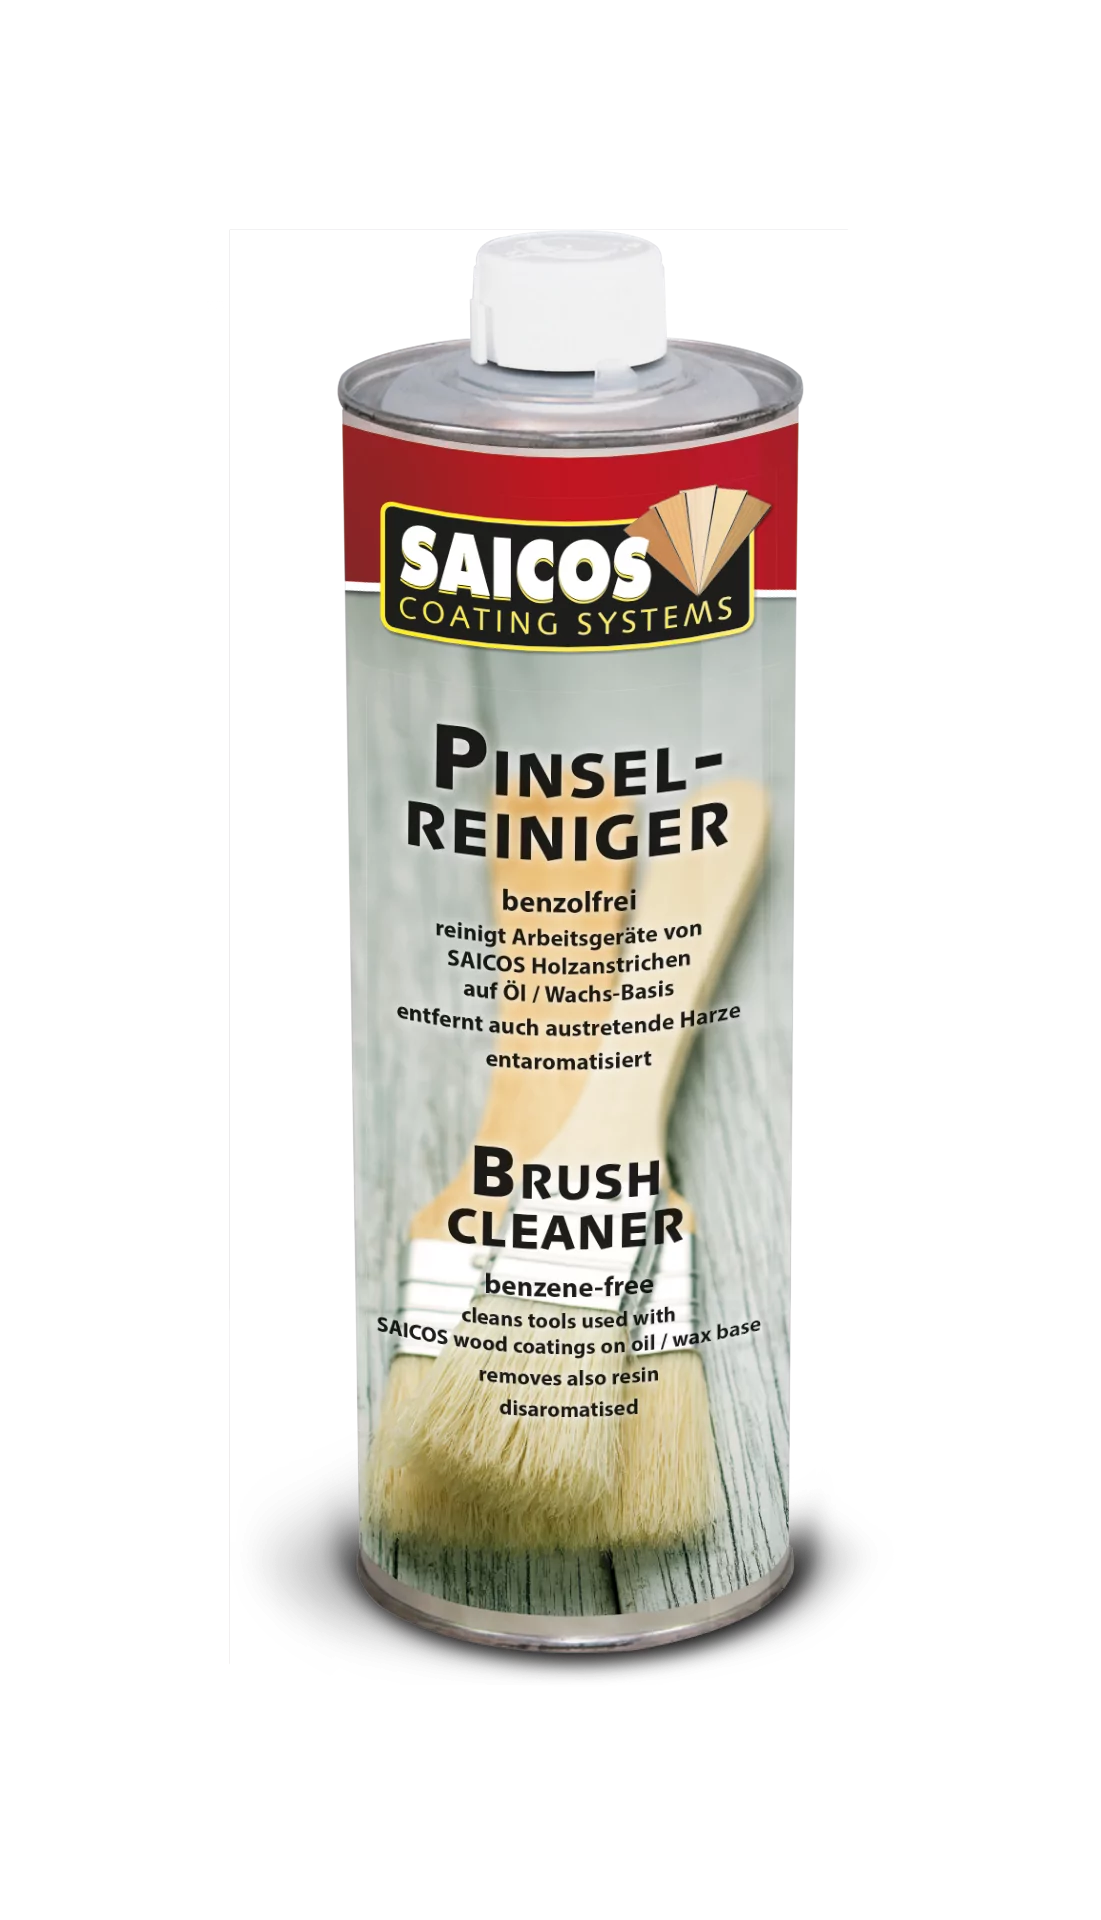 SAICOS
COATING SYSTEMS
PINSEL-
REINIGER
benzolfrei
reinigt Arbeitsgeräte von
SAICOS Holzanstrichen
auf Öl / Wachs-Basis
entfernt auch austretende Harze
entaromatisiert
BRUSH
CLEANER
benzene-free
cleans tools used with
SAICOS wood coatings on oil / wax base
removes also resin
disaromatised